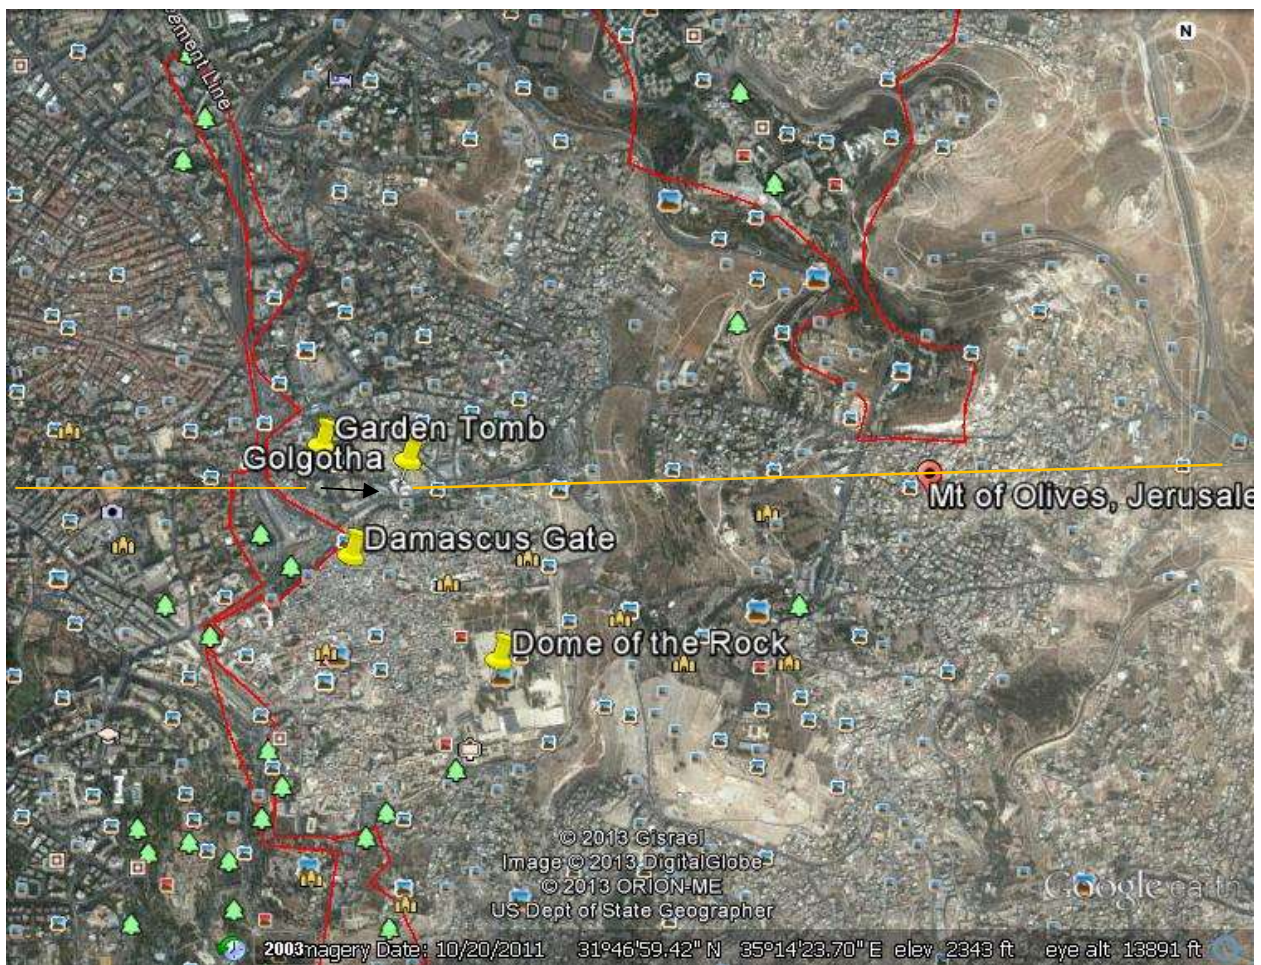 ement Line
N
Garden Tomb
Golgotha
Mt of Olives, Jerusale
Damascus Gate
Dome of the Rock
© 2013 Gisrael
Image © 2013 DigitalGlobe
© 2013 ORION-ME
US Dept of State Geographer
Google earth
2003 magery Date: 10/20/2011 31°46'59.42" N 35°14'23.70" E elev 2343 ft eye alt 13891 ft